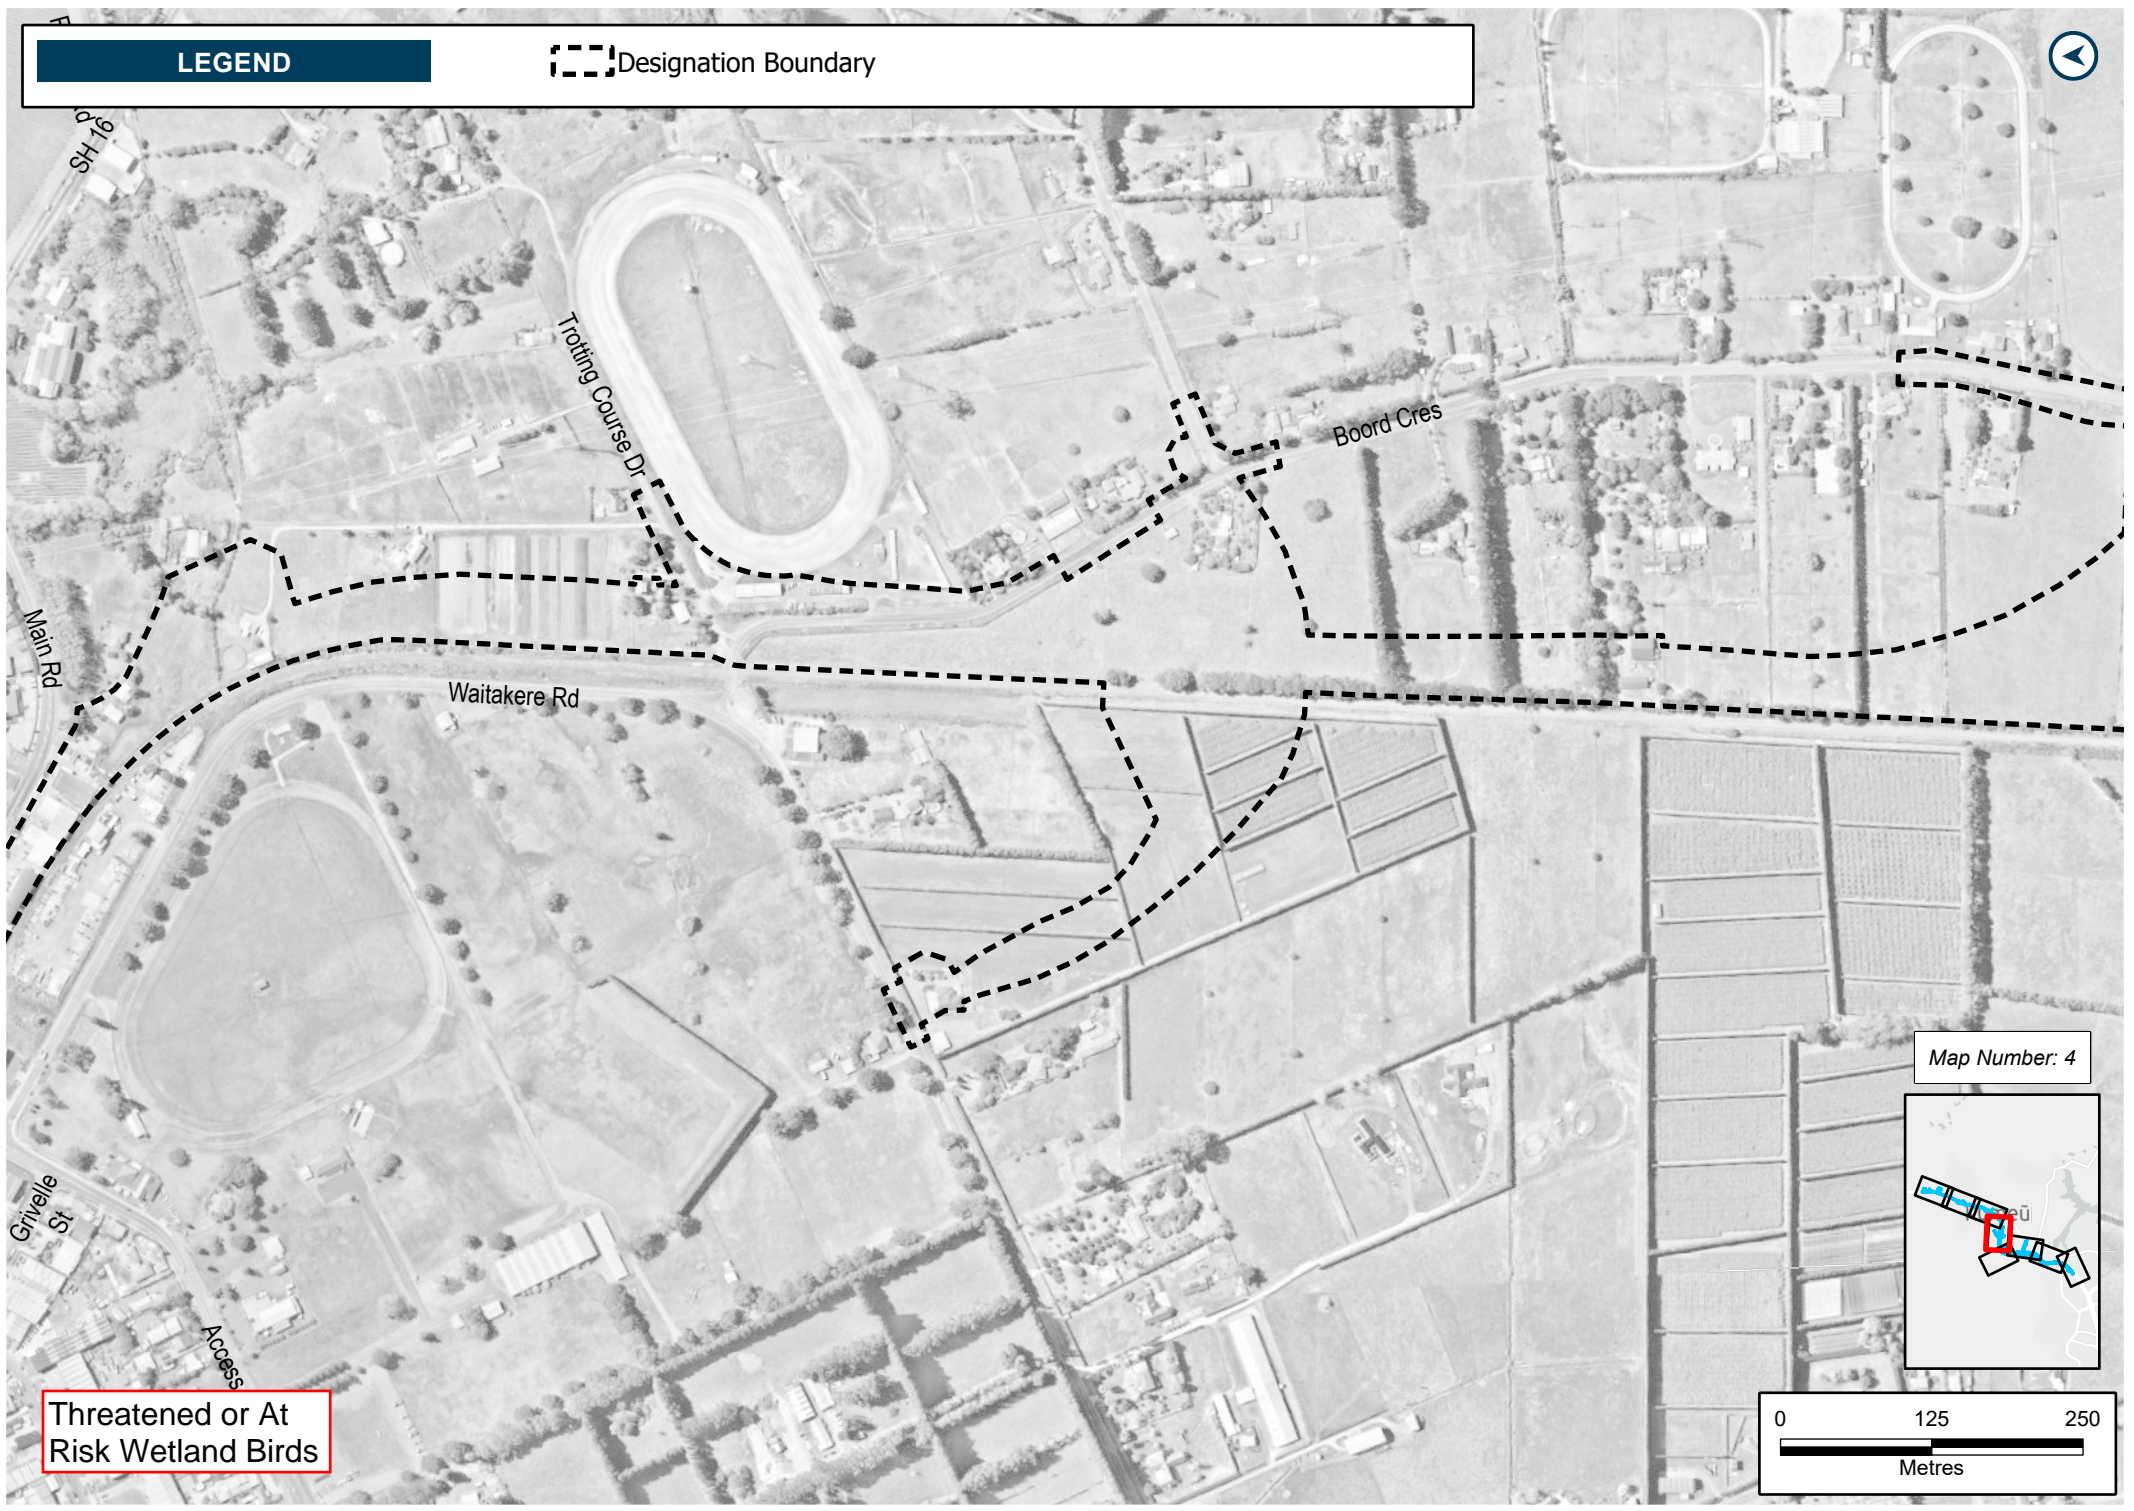 LEGEND
Designation Boundary
SH 16
Trotting Course Dr
Boord Cres
Main Rd
Waitakere Rd
Map Number: 4
Grivelle
St
Access
Threatened or At
Risk Wetland Birds
0 125 250
Metres